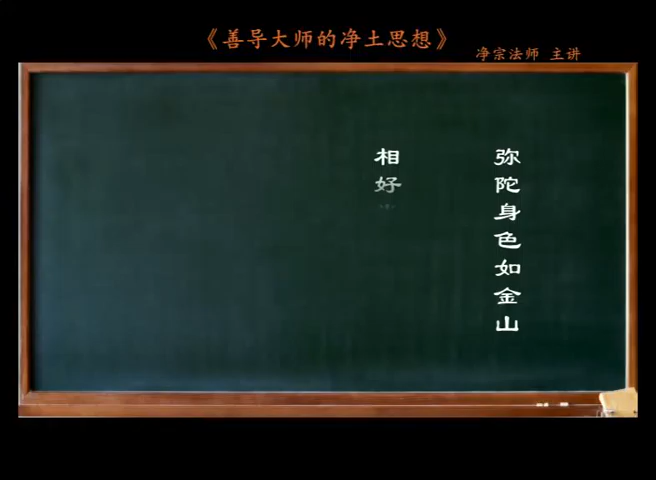 《善导大师的净土思想》
净宗法师 主讲
弥陀身色如金山
相好